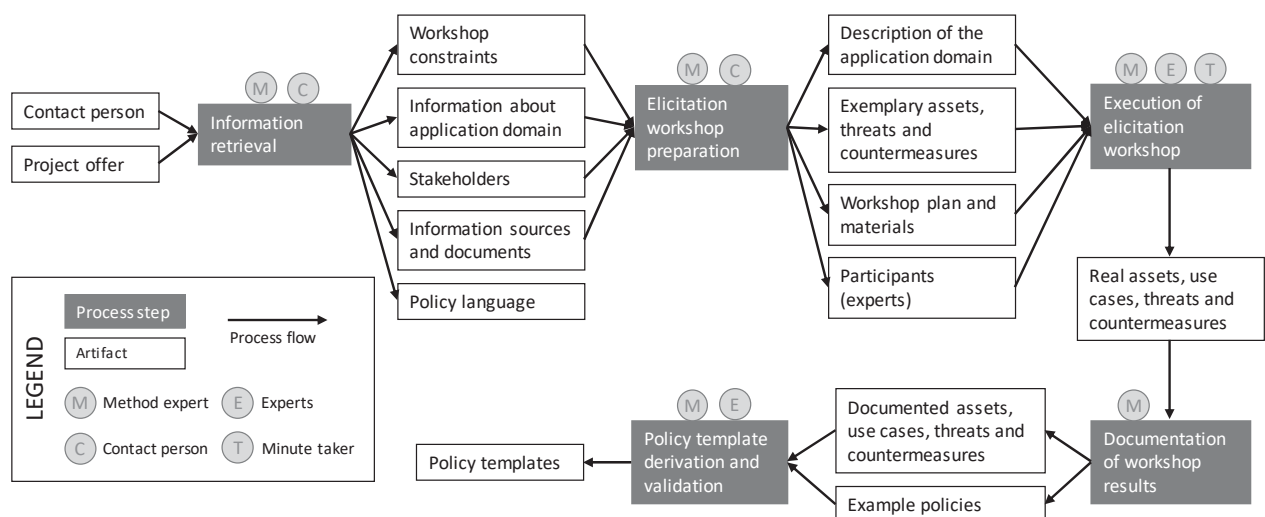 Contact person
Project offer
M C
Information
retrieval
Workshop
constraints
Information about
application domain
Stakeholders
Information sources
and documents
Policy language
M C
Elicitation
workshop
preparation
Description of the
application domain
Exemplary assets,
threats and
countermeasures
Workshop plan and
materials
Participants
(experts)
M E T
Execution of
elicitation
workshop
Real assets, use
cases, threats and
countermeasures
M
Documentation
of workshop
results
Documented assets,
use cases, threats and
countermeasures
Example policies
M E
Policy template
derivation and
validation
Policy templates
LEGEND
Process step
Process flow
Artifact
M Method expert
E Experts
C Contact person
T Minute taker